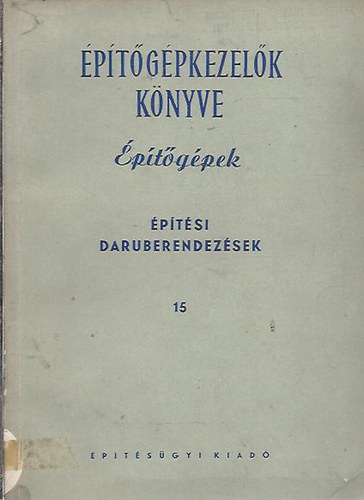 ÉPÍTŐGÉPKEZELŐK
KÖNYVE
Építőgépek
ÉPÍTÉSI
DARUBERENDEZÉSEK
15
ÉPÍTÉSÜGYI KIADÓ